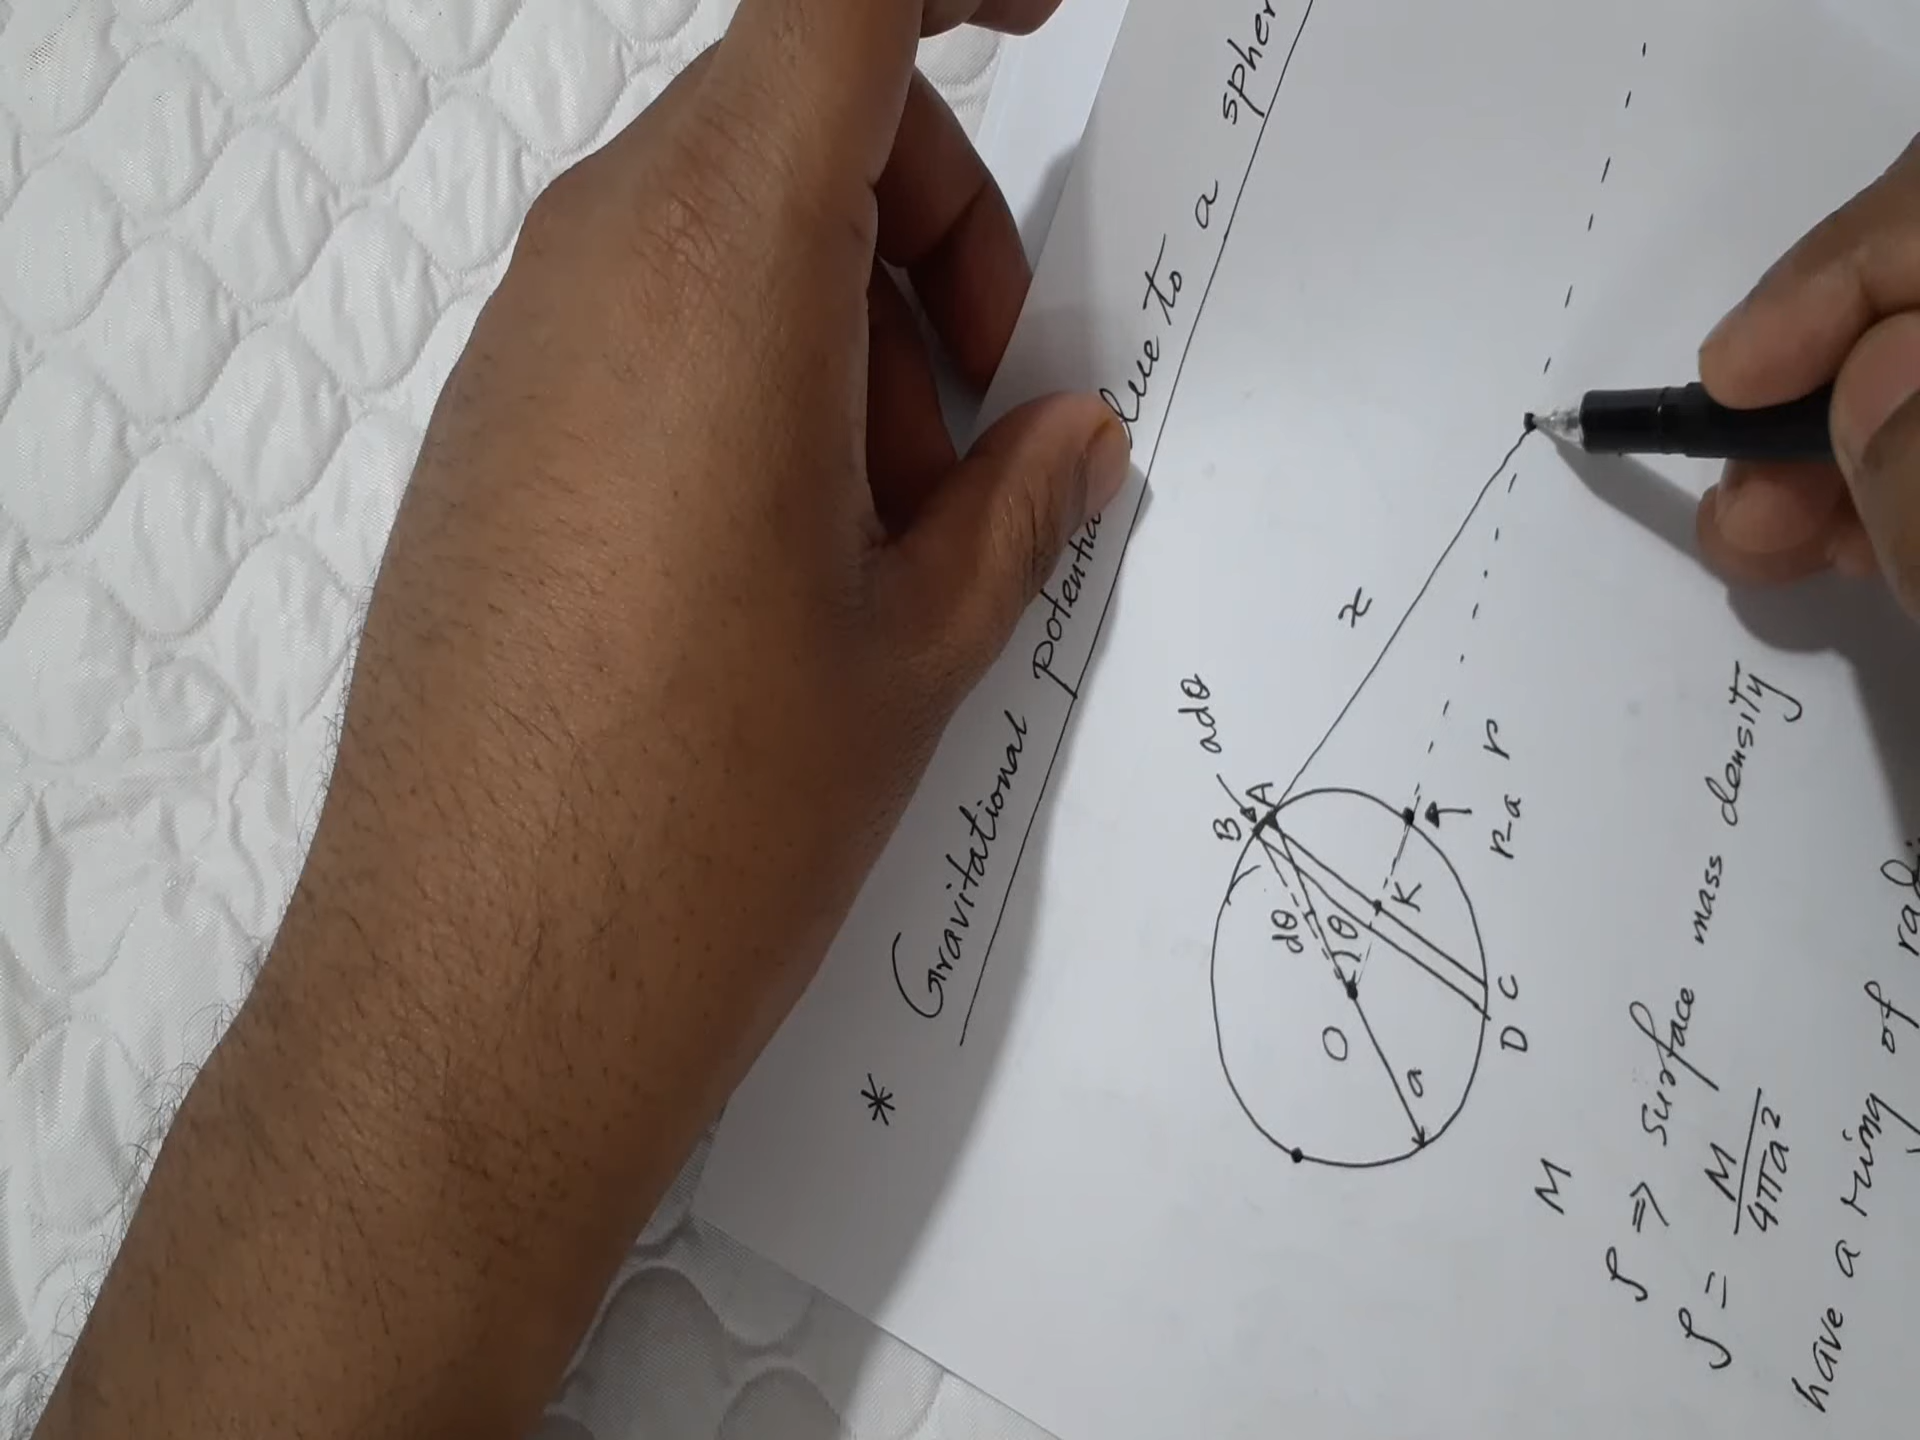 * Gravitational potential due to a spher
adθ
x
B A
dθ
θ
K
r
r-a
O
a
C
D
M
ρ ⇒ surface mass density
ρ = M / 4πa²
have a ring of